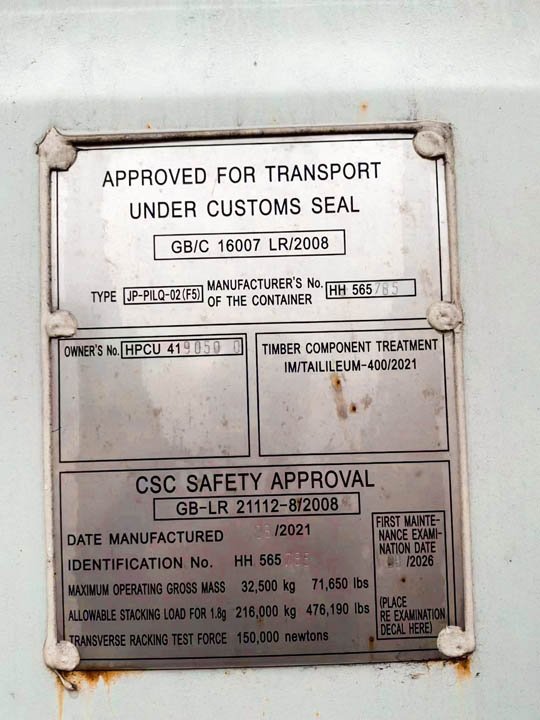 APPROVED FOR TRANSPORT
UNDER CUSTOMS SEAL
GB/C 16007 LR/2008
TYPE JP-PILQ-02(F5) MANUFACTURER'S No. OF THE CONTAINER HH 565785
OWNER'S No. HPCU 419050 0
TIMBER COMPONENT TREATMENT
IM/TAILILEUM-400/2021
CSC SAFETY APPROVAL
GB-LR 21112-8/2008
DATE MANUFACTURED /2021
IDENTIFICATION No. HH 565785
MAXIMUM OPERATING GROSS MASS 32,500 kg 71,650 lbs
ALLOWABLE STACKING LOAD FOR 1.8g 216,000 kg 476,190 lbs
TRANSVERSE RACKING TEST FORCE 150,000 newtons
FIRST MAINTE-
NANCE EXAMI-
NATION DATE
/2026
(PLACE
RE EXAMINATION
DECAL HERE)